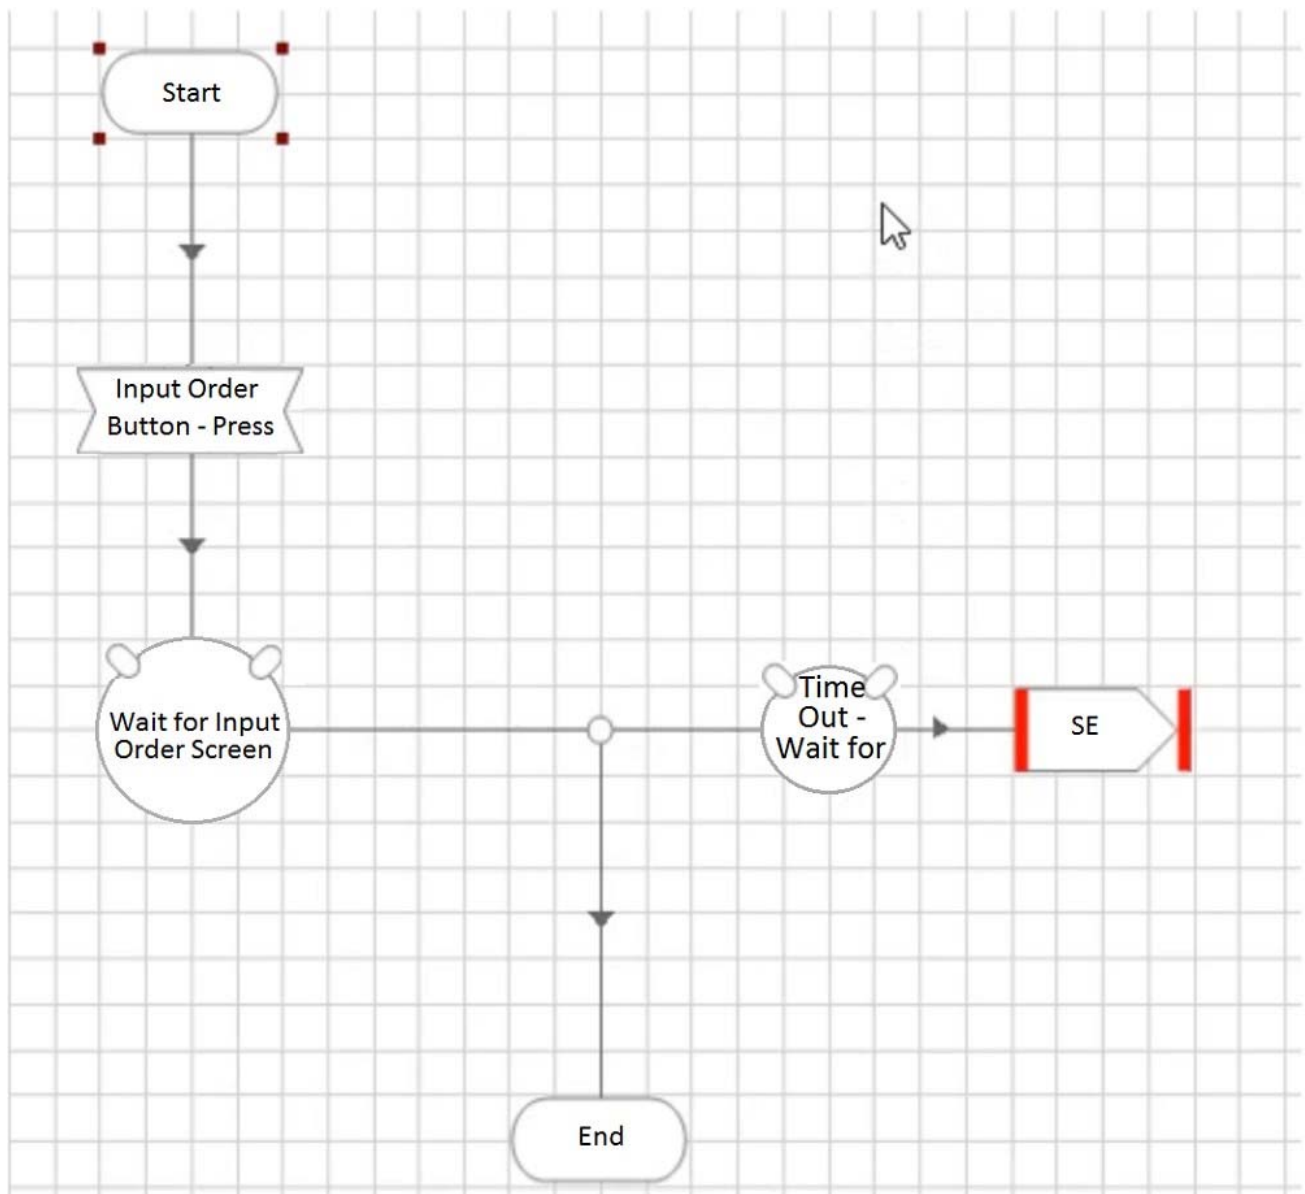 Start
Input Order
Button - Press
Wait for Input
Order Screen
Time
Out -
Wait for
SE
End